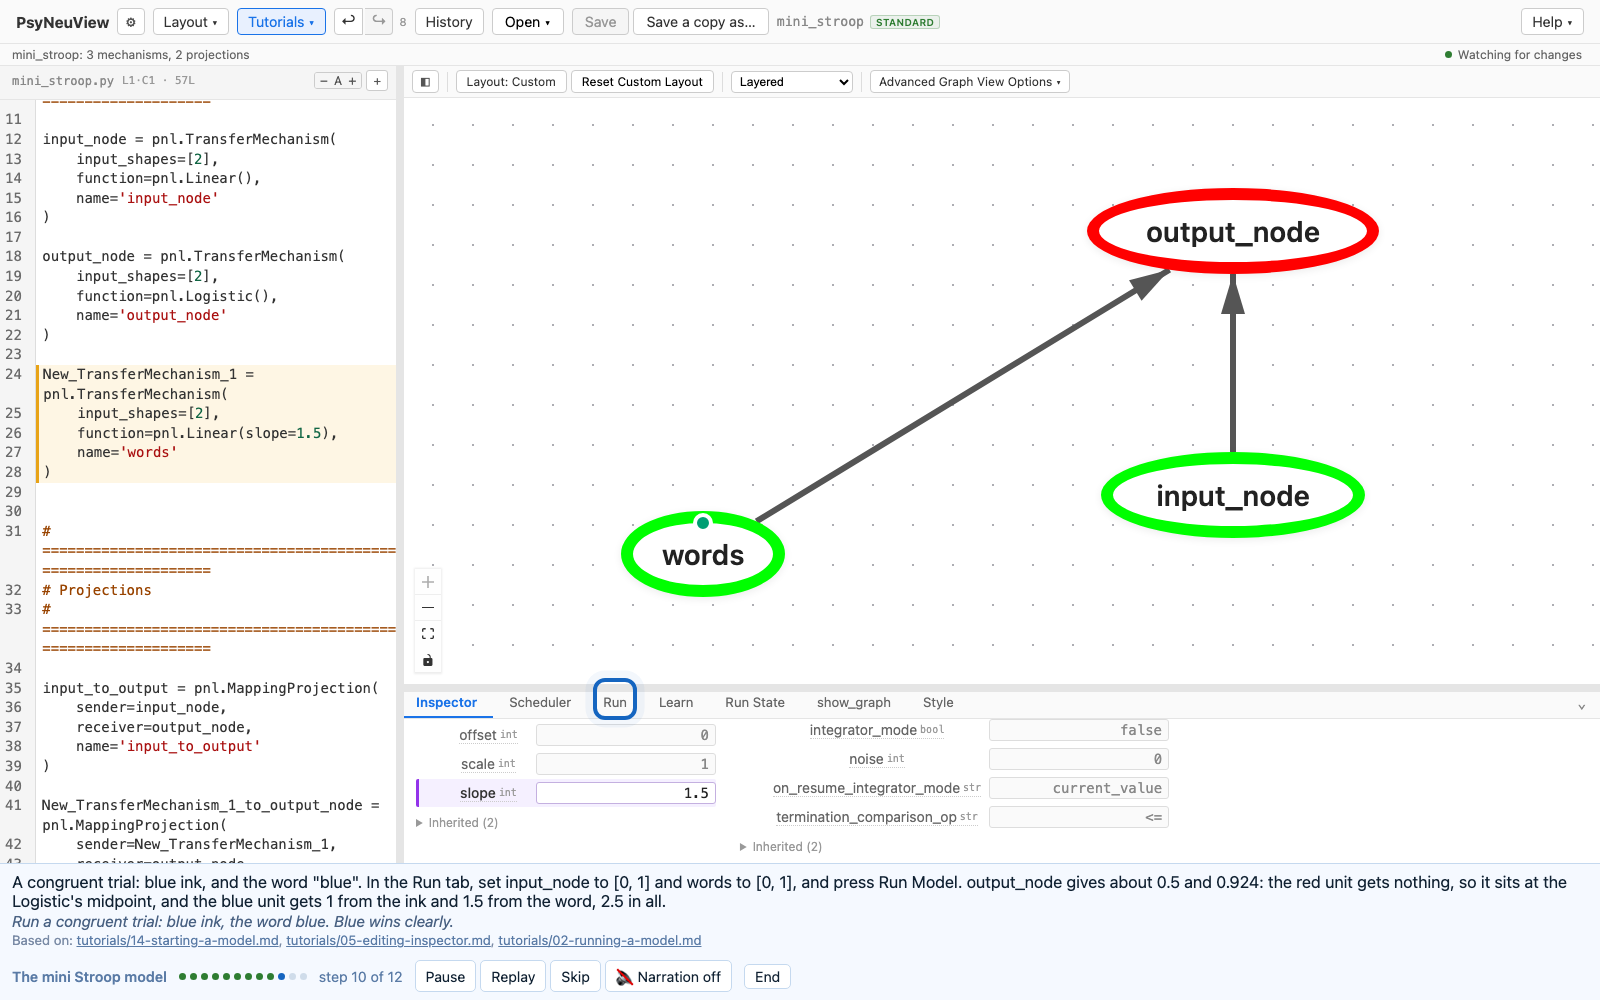 PsyNeuView ⚙ Layout ▾ Tutorials ▾ ↩ ↪ 8 History Open ▾ Save Save a copy as... mini_stroop STANDARD Help ▾
mini_stroop: 3 mechanisms, 2 projections Watching for changes
mini_stroop.py L1:C1 · 57L − A + +
Layout: Custom Reset Custom Layout Layered Advanced Graph View Options ▾
====================
11
12 input_node = pnl.TransferMechanism(
13 input_shapes=[2],
14 function=pnl.Linear(),
15 name='input_node'
16 )
17
18 output_node = pnl.TransferMechanism(
19 input_shapes=[2],
20 function=pnl.Logistic(),
21 name='output_node'
22 )
23
24 New_TransferMechanism_1 =
pnl.TransferMechanism(
25 input_shapes=[2],
26 function=pnl.Linear(slope=1.5),
27 name='words'
28 )
29
30
31 #
==========================================
====================
32 # Projections
33 #
==========================================
====================
34
35 input_to_output = pnl.MappingProjection(
36 sender=input_node,
37 receiver=output_node,
38 name='input_to_output'
39 )
40
41 New_TransferMechanism_1_to_output_node =
pnl.MappingProjection(
42 sender=New_TransferMechanism_1,
43 receiver=output_node,
output_node
input_node
words
Inspector Scheduler Run Learn Run State show_graph Style
offset int 0
scale int 1
slope int 1.5
▸ Inherited (2)
integrator_mode bool false
noise int 0
on_resume_integrator_mode str current_value
termination_comparison_op str <=
▸ Inherited (2)
A congruent trial: blue ink, and the word "blue". In the Run tab, set input_node to [0, 1] and words to [0, 1], and press Run Model. output_node gives about 0.5 and 0.924: the red unit gets nothing, so it sits at the
Logistic's midpoint, and the blue unit gets 1 from the ink and 1.5 from the word, 2.5 in all.
Run a congruent trial: blue ink, the word blue. Blue wins clearly.
Based on: tutorials/14-starting-a-model.md, tutorials/05-editing-inspector.md, tutorials/02-running-a-model.md
The mini Stroop model step 10 of 12 Pause Replay Skip Narration off End